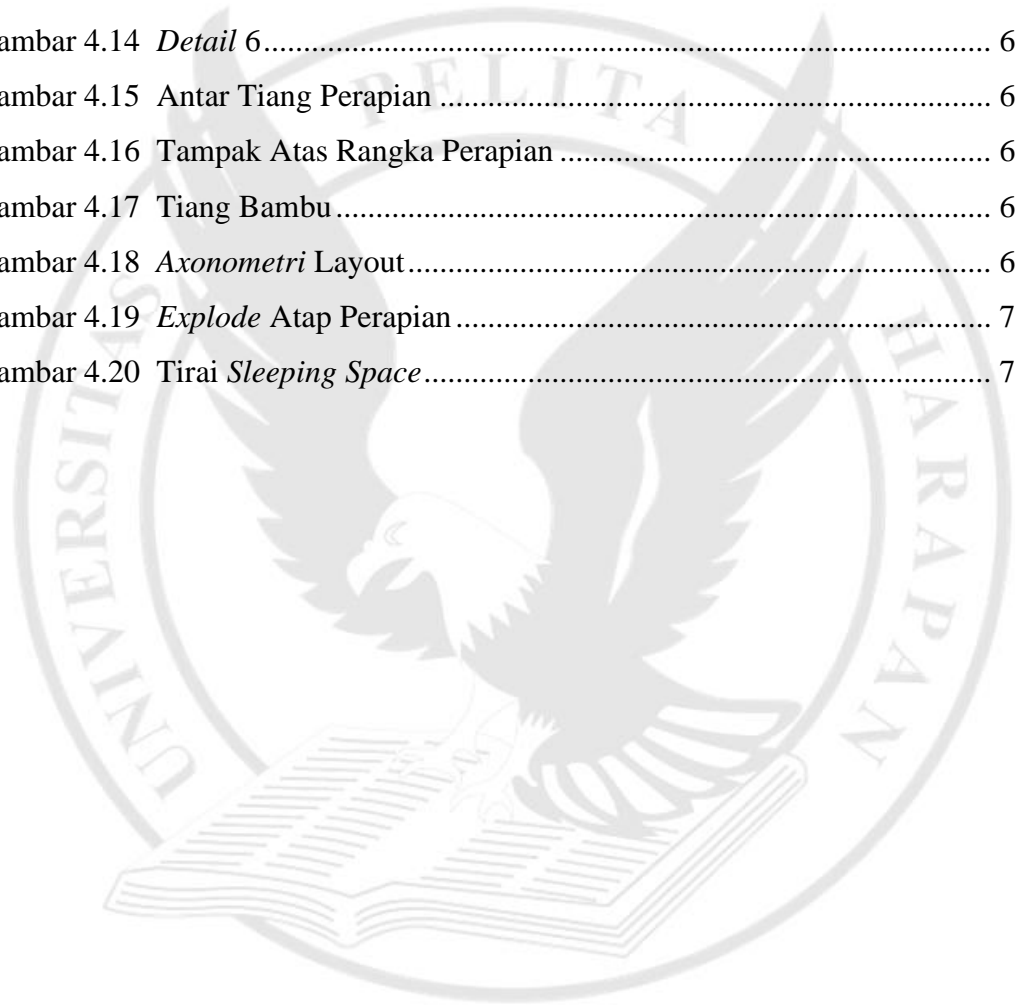 ambar 4.14 Detail 6........................................................................................... 6
ambar 4.15 Antar Tiang Perapian ...................................................................... 6
ambar 4.16 Tampak Atas Rangka Perapian ...................................................... 6
ambar 4.17 Tiang Bambu.................................................................................. 6
ambar 4.18 Axonometri Layout......................................................................... 6
ambar 4.19 Explode Atap Perapian................................................................... 7
ambar 4.20 Tirai Sleeping Space....................................................................... 7
UNIVERSITAS PELITA HARAPAN